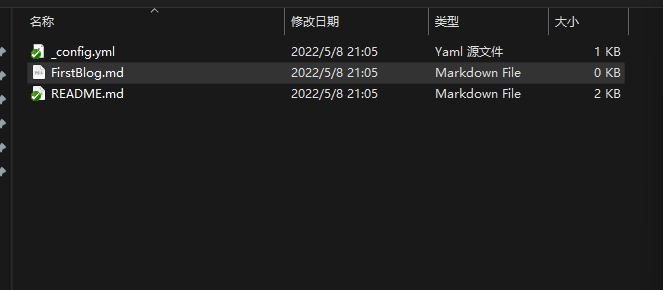 名称 修改日期 类型 大小
_config.yml 2022/5/8 21:05 Yaml 源文件 1 KB
FirstBlog.md 2022/5/8 21:05 Markdown File 0 KB
README.md 2022/5/8 21:05 Markdown File 2 KB